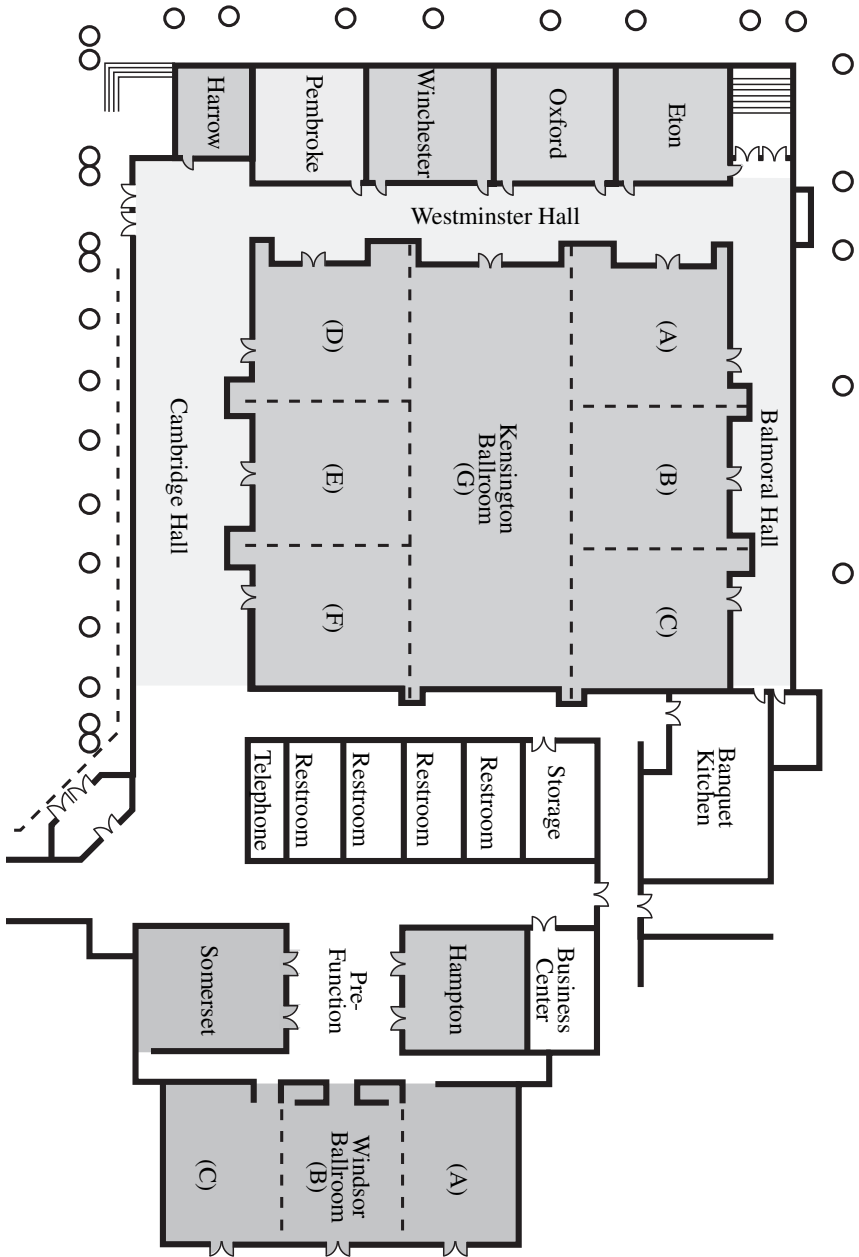 Harrow
Pembroke
Winchester
Oxford
Eton
Westminster Hall
(D)
(A)
Cambridge Hall
(E)
Kensington
Ballroom
(G)
(B)
Balmoral Hall
(F)
(C)
Telephone
Restroom
Restroom
Restroom
Restroom
Storage
Banquet
Kitchen
Somerset
Pre-
Function
Hampton
Business
Center
(C)
Windsor
Ballroom
(B)
(A)